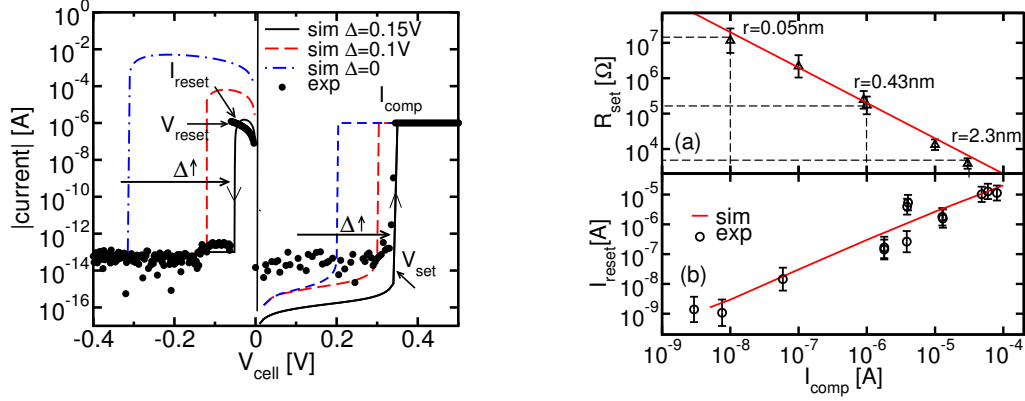 10^0
10^-2
10^-4
10^-6
10^-8
10^-10
10^-12
10^-14
10^-16
|current| [A]
sim Δ=0.15V
sim Δ=0.1V
sim Δ=0
exp
I_reset
V_reset
I_comp
Δ↑
Δ↑
V_set
-0.4 -0.2 0 0.2 0.4
V_cell [V]
10^7
10^6
10^5
10^4
R_set [Ω]
r=0.05nm
r=0.43nm
r=2.3nm
(a)
10^-5
10^-6
10^-7
10^-8
10^-9
I_reset [A]
sim
exp
(b)
10^-9 10^-8 10^-7 10^-6 10^-5 10^-4
I_comp [A]